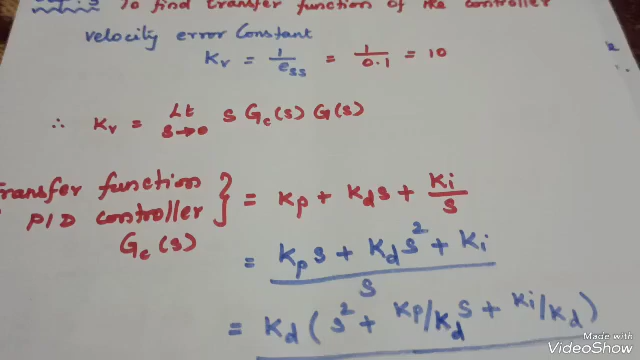 To find transfer function of the controller
velocity error Constant
Kv = 1/ess = 1/0.1 = 10
∴ Kv = Lt s→0 s Gc(s) G(s)
transfer function
PID controller
Gc(s)
} = Kp + Kd s + Ki/s
= Kp s + Kd s² + Ki / s
= Kd ( s² + Kp/Kd s + Ki/Kd )
Made with
VideoShow